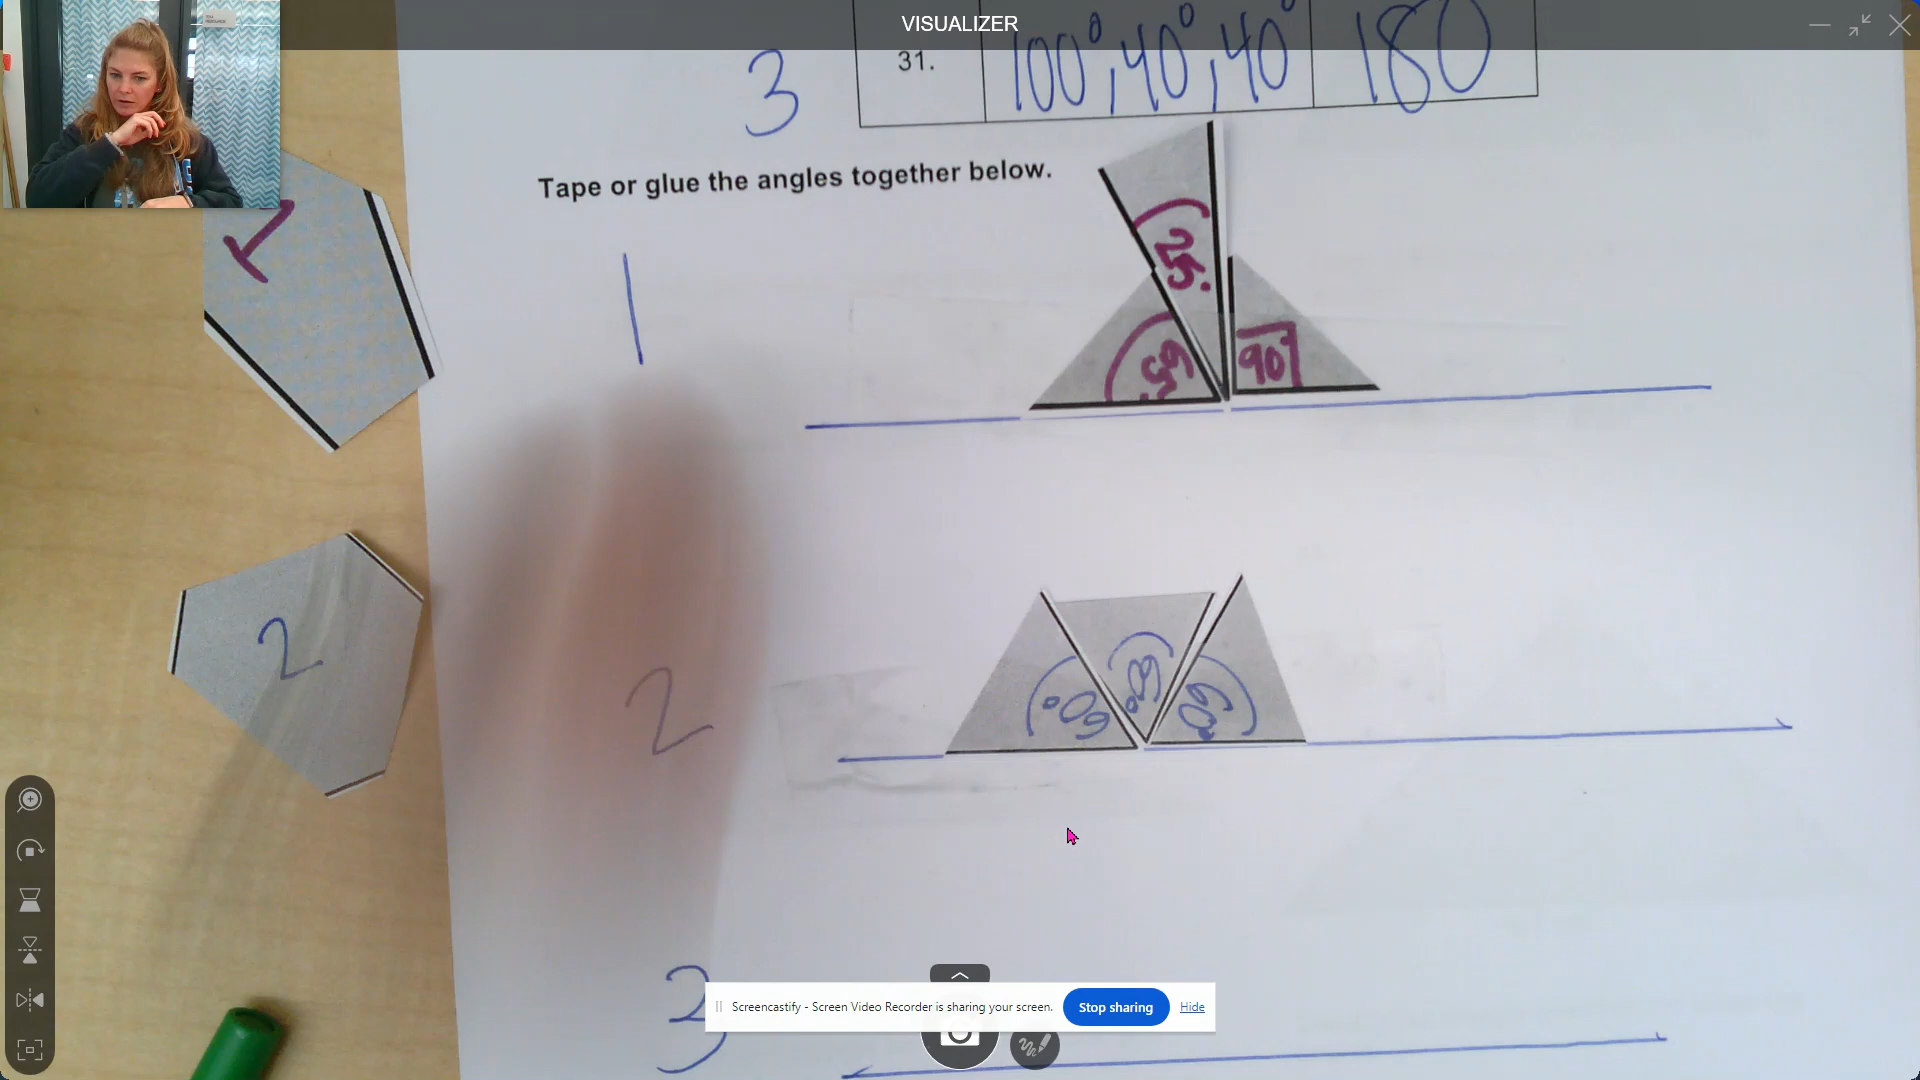 VISUALIZER
31.
100°, 40°, 40°
180
3
Tape or glue the angles together below.
1
25°
65°
90°
1
2
60°
60°
60°
2
3
Screencastify - Screen Video Recorder is sharing your screen.
Stop sharing
Hide